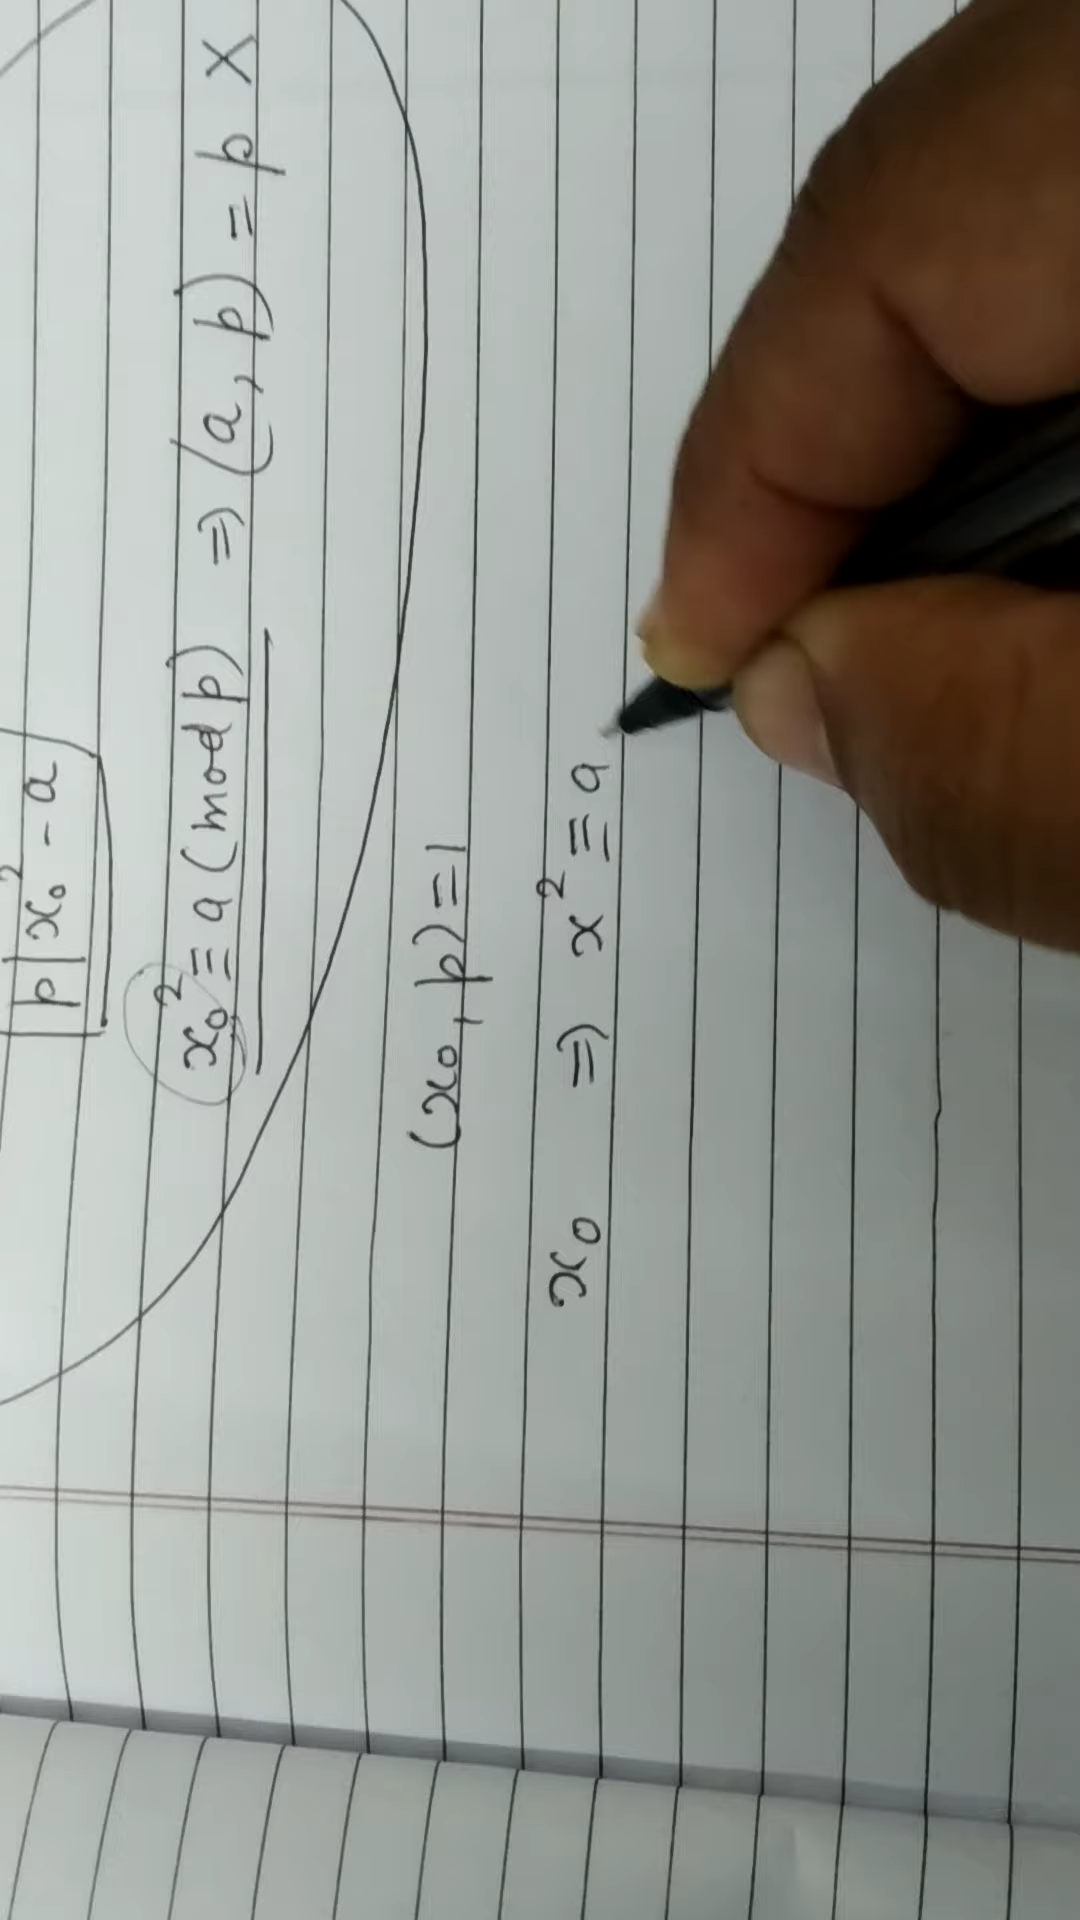 p | x₀² - a
x₀² ≡ a (mod p) ⇒ (a, p) = p ×
(x₀, p) = 1
x₀ ⇒ x² ≡ a